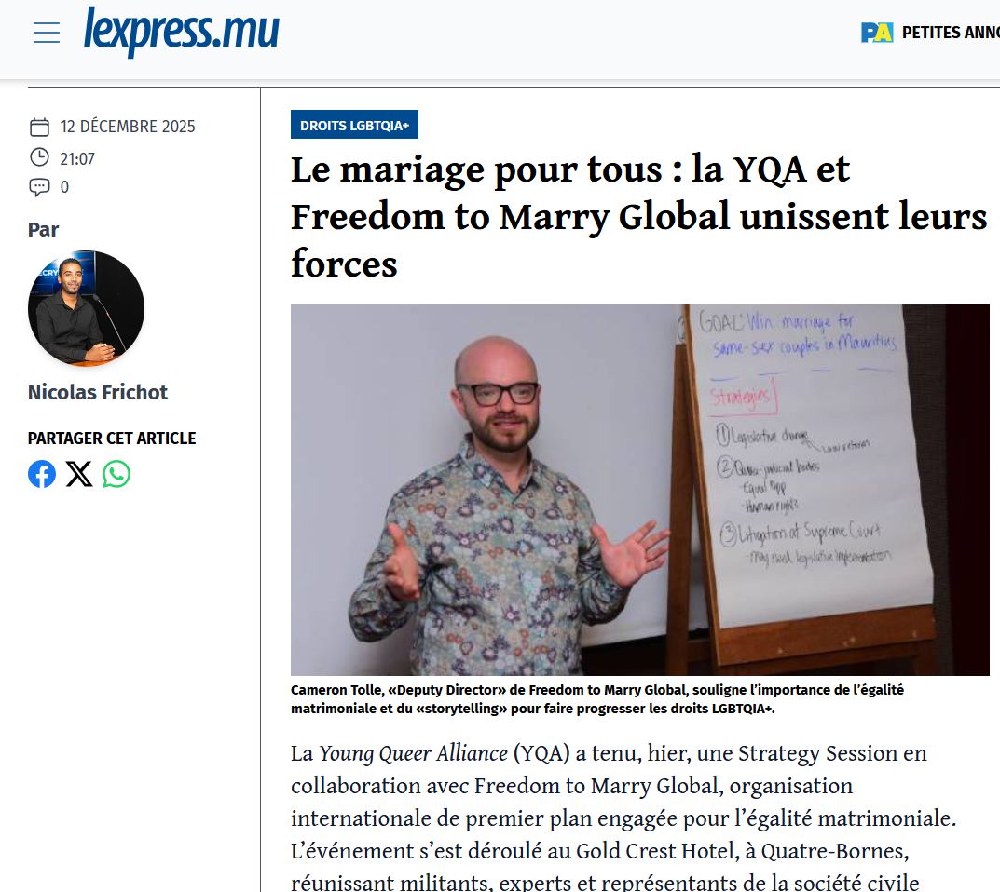 lexpress.mu
PA PETITES ANNO
12 DÉCEMBRE 2025
21:07
0
Par
Nicolas Frichot
PARTAGER CET ARTICLE
DROITS LGBTQIA+
Le mariage pour tous : la YQA et
Freedom to Marry Global unissent leurs
forces
GOAL: Win marriage for
same-sex couples in Mauritius
Strategies
1 Legislative change
Law reforms
2 Quasi-judicial bodies
- Equal Opp
- Human rights
3 Litigation at Supreme Court
- May need legislative implementation
Cameron Tolle, «Deputy Director» de Freedom to Marry Global, souligne l’importance de l’égalité
matrimoniale et du «storytelling» pour faire progresser les droits LGBTQIA+.
La Young Queer Alliance (YQA) a tenu, hier, une Strategy Session en
collaboration avec Freedom to Marry Global, organisation
internationale de premier plan engagée pour l’égalité matrimoniale.
L’événement s’est déroulé au Gold Crest Hotel, à Quatre-Bornes,
réunissant militants, experts et représentants de la société civile